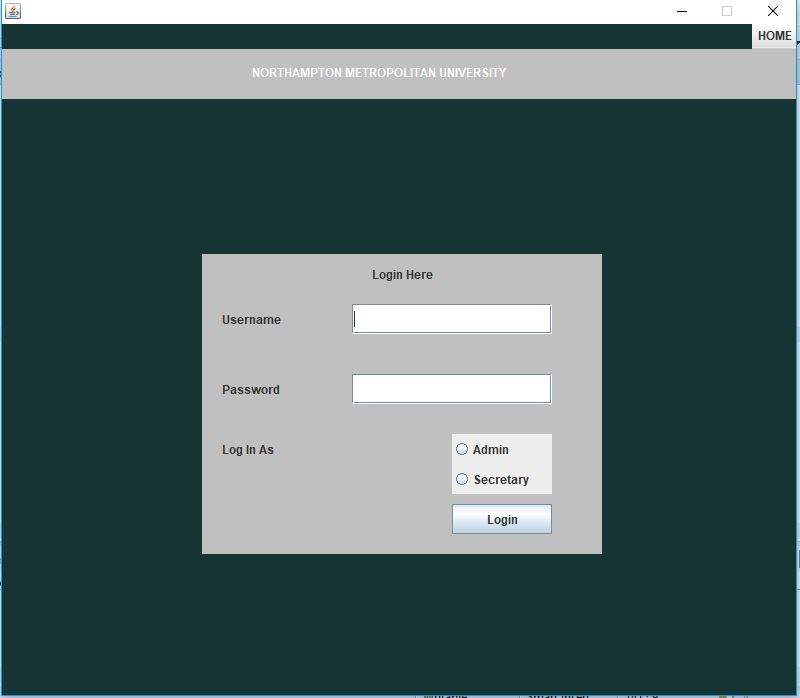 HOME
NORTHAMPTON METROPOLITAN UNIVERSITY
Login Here
Username
Password
Log In As
Admin
Secretary
Login